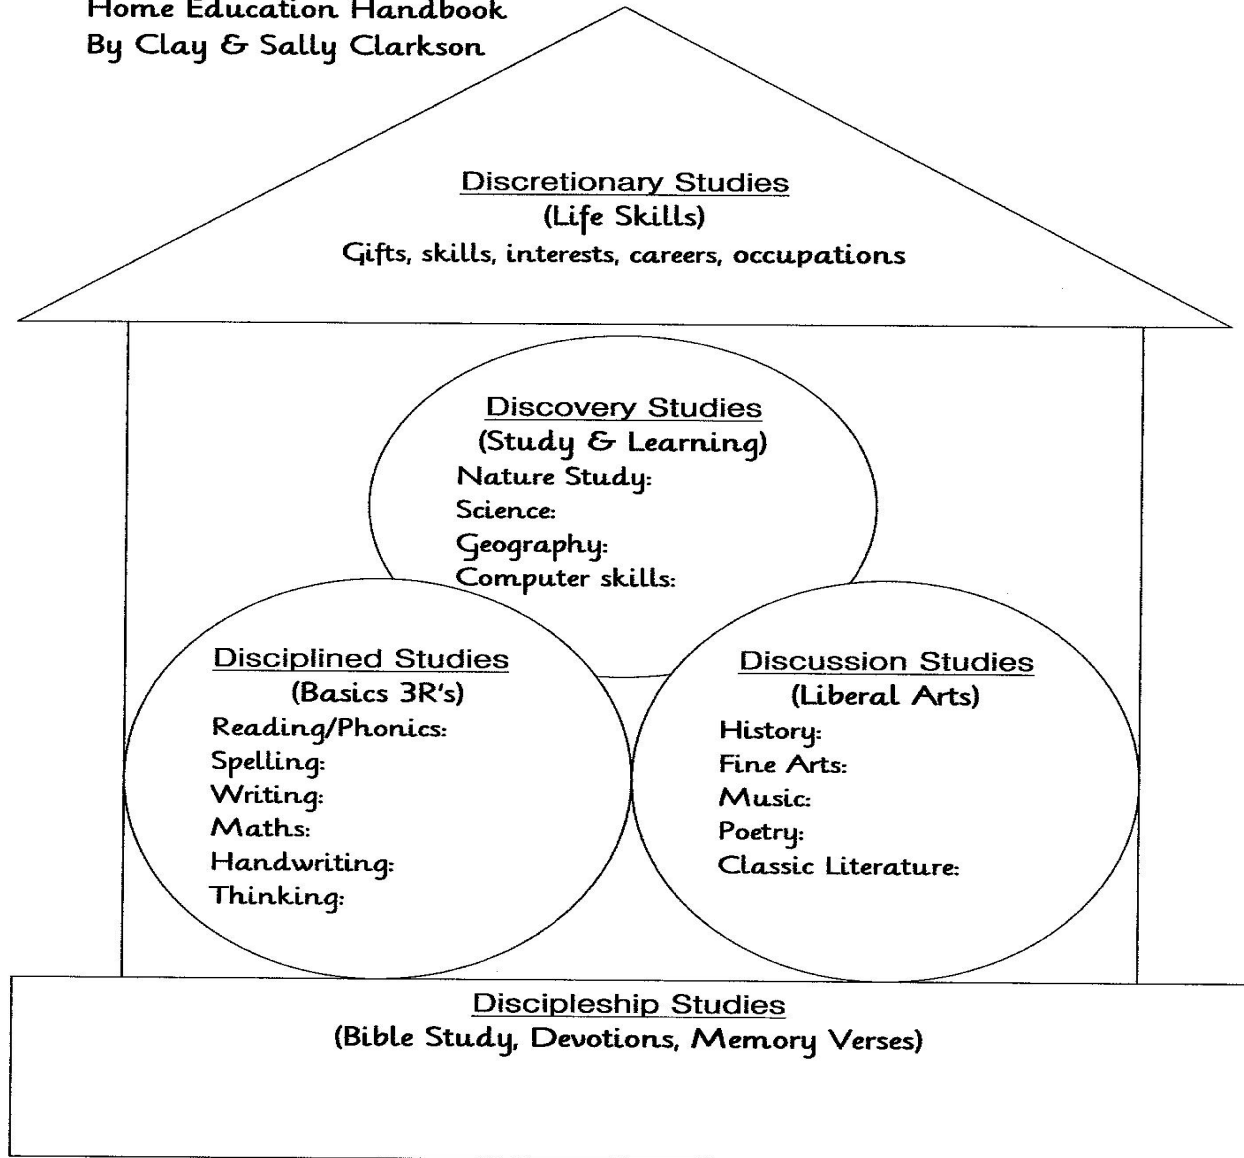 Home Education Handbook
By Clay & Sally Clarkson
Discretionary Studies
(Life Skills)
Gifts, skills, interests, careers, occupations
Discovery Studies
(Study & Learning)
Nature Study:
Science:
Geography:
Computer skills:
Disciplined Studies
(Basics 3R's)
Reading/Phonics:
Spelling:
Writing:
Maths:
Handwriting:
Thinking:
Discussion Studies
(Liberal Arts)
History:
Fine Arts:
Music:
Poetry:
Classic Literature:
Discipleship Studies
(Bible Study, Devotions, Memory Verses)